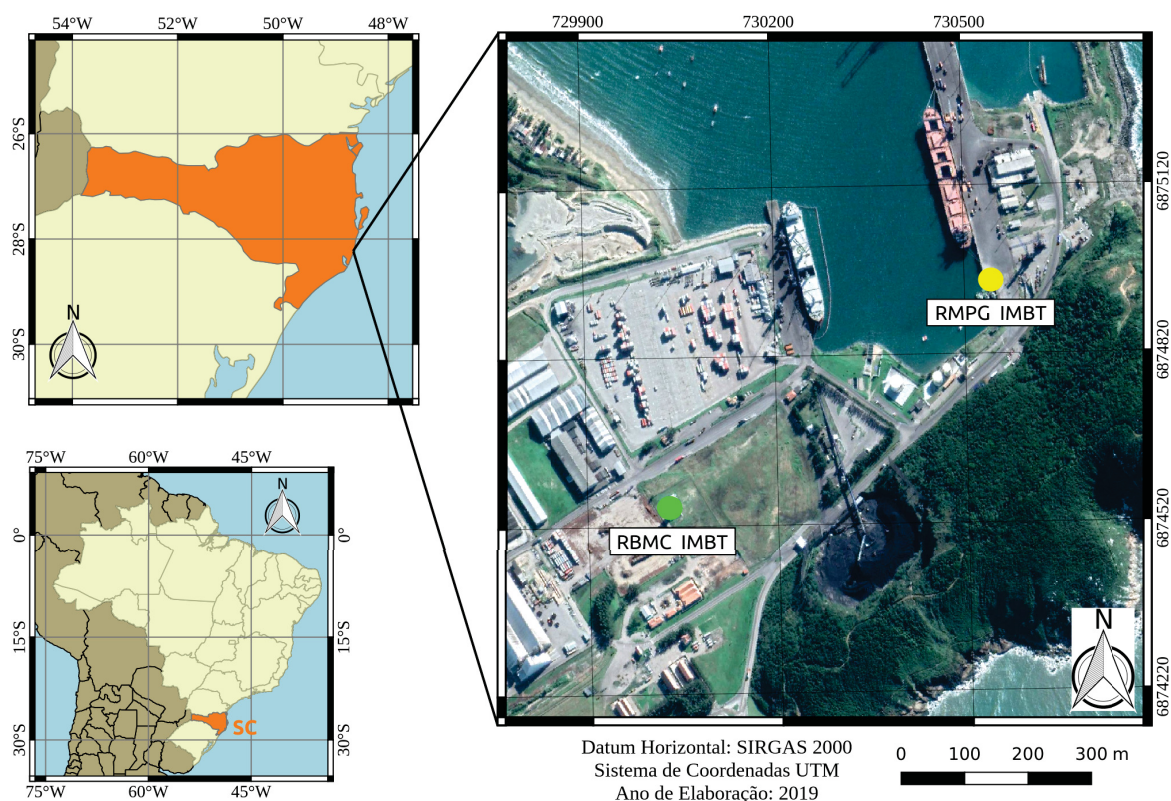 54°W 52°W 50°W 48°W
26°S
28°S
30°S
N
75°W 60°W 45°W
0°
15°S
30°S
N
SC
0°
15°S
30°S
75°W 60°W 45°W
729900 730200 730500
6875120
6874820
6874520
6874220
RMPG IMBT
RBMC IMBT
N
Datum Horizontal: SIRGAS 2000
Sistema de Coordenadas UTM
Ano de Elaboração: 2019
0 100 200 300 m